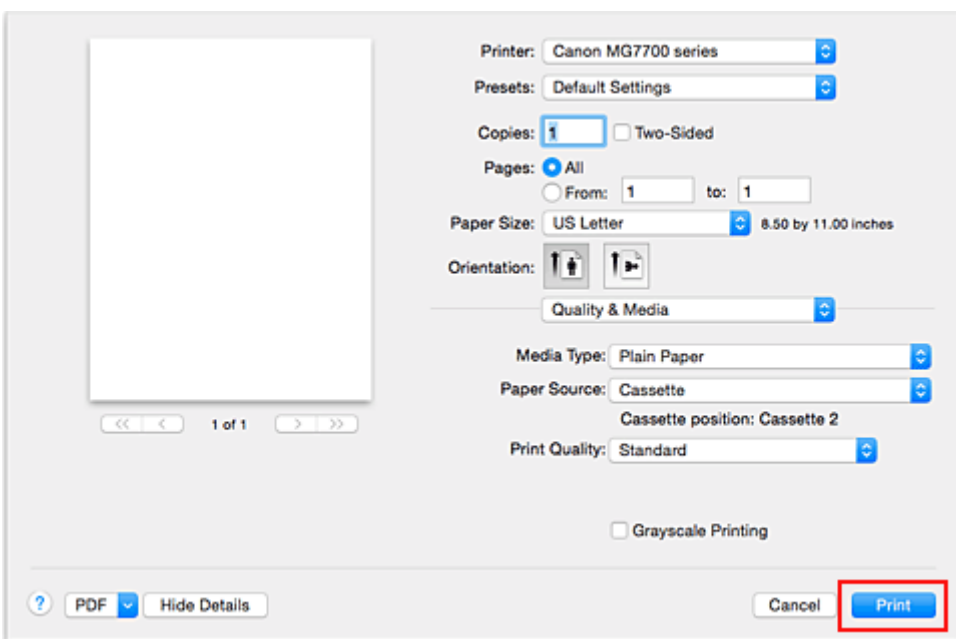 Printer: Canon MG7700 series
Presets: Default Settings
Copies: 1 Two-Sided
Pages: All
From: 1 to: 1
Paper Size: US Letter 8.50 by 11.00 inches
Orientation:
Quality & Media
Media Type: Plain Paper
Paper Source: Cassette
Cassette position: Cassette 2
<< < 1 of 1 > >>
Print Quality: Standard
Grayscale Printing
? PDF Hide Details Cancel Print